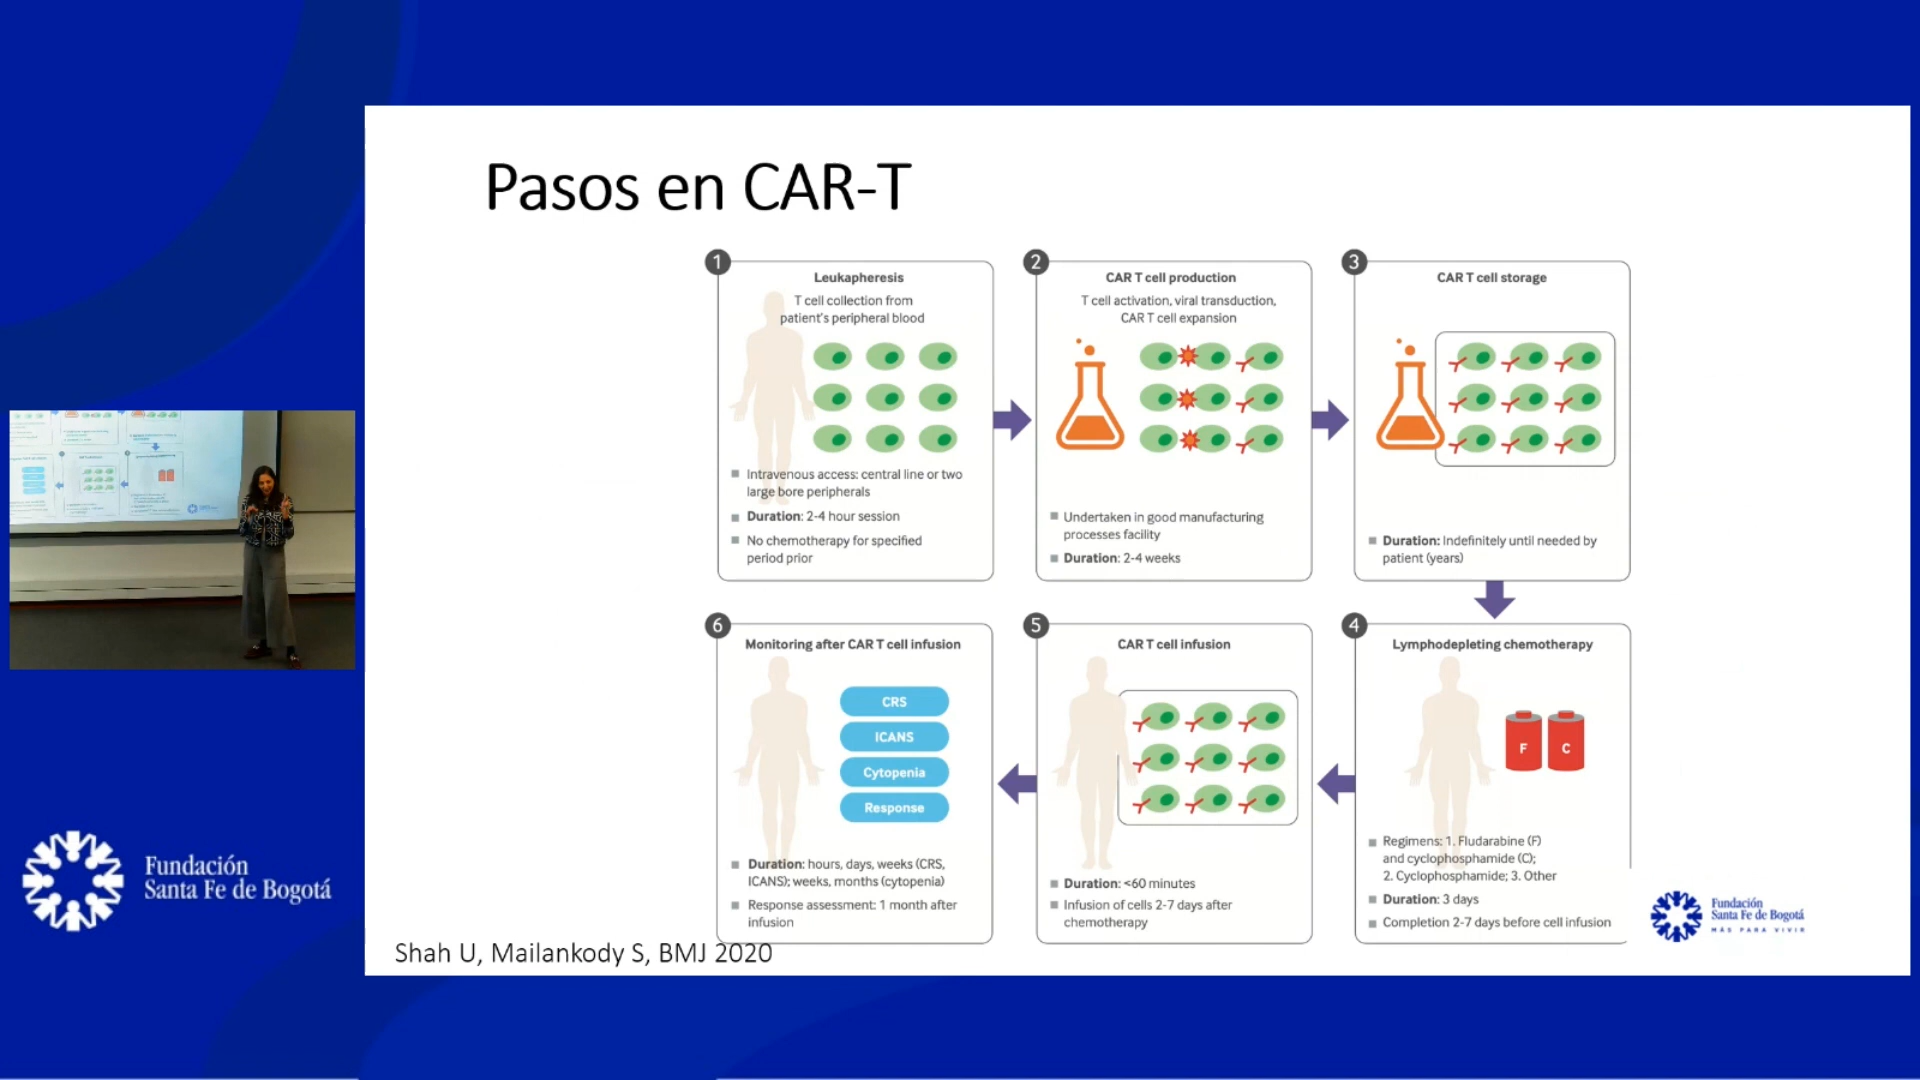 Pasos en CAR-T
1
Leukapheresis
T cell collection from
patient's peripheral blood
Intravenous access: central line or two
large bore peripherals
Duration: 2-4 hour session
No chemotherapy for specified
period prior
2
CAR T cell production
T cell activation, viral transduction,
CAR T cell expansion
Undertaken in good manufacturing
processes facility
Duration: 2-4 weeks
3
CAR T cell storage
Duration: Indefinitely until needed by
patient (years)
4
Lymphodepleting chemotherapy
F
C
Regimens: 1. Fludarabine (F)
and cyclophosphamide (C);
2. Cyclophosphamide; 3. Other
Duration: 3 days
Completion 2-7 days before cell infusion
5
CAR T cell infusion
Duration: <60 minutes
Infusion of cells 2-7 days after
chemotherapy
6
Monitoring after CAR T cell infusion
CRS
ICANS
Cytopenia
Response
Duration: hours, days, weeks (CRS,
ICANS); weeks, months (cytopenia)
Response assessment: 1 month after
infusion
Shah U, Mailankody S, BMJ 2020
Fundación
Santa Fe de Bogotá
MÁS PARA VIVIR
Fundación
Santa Fe de Bogotá